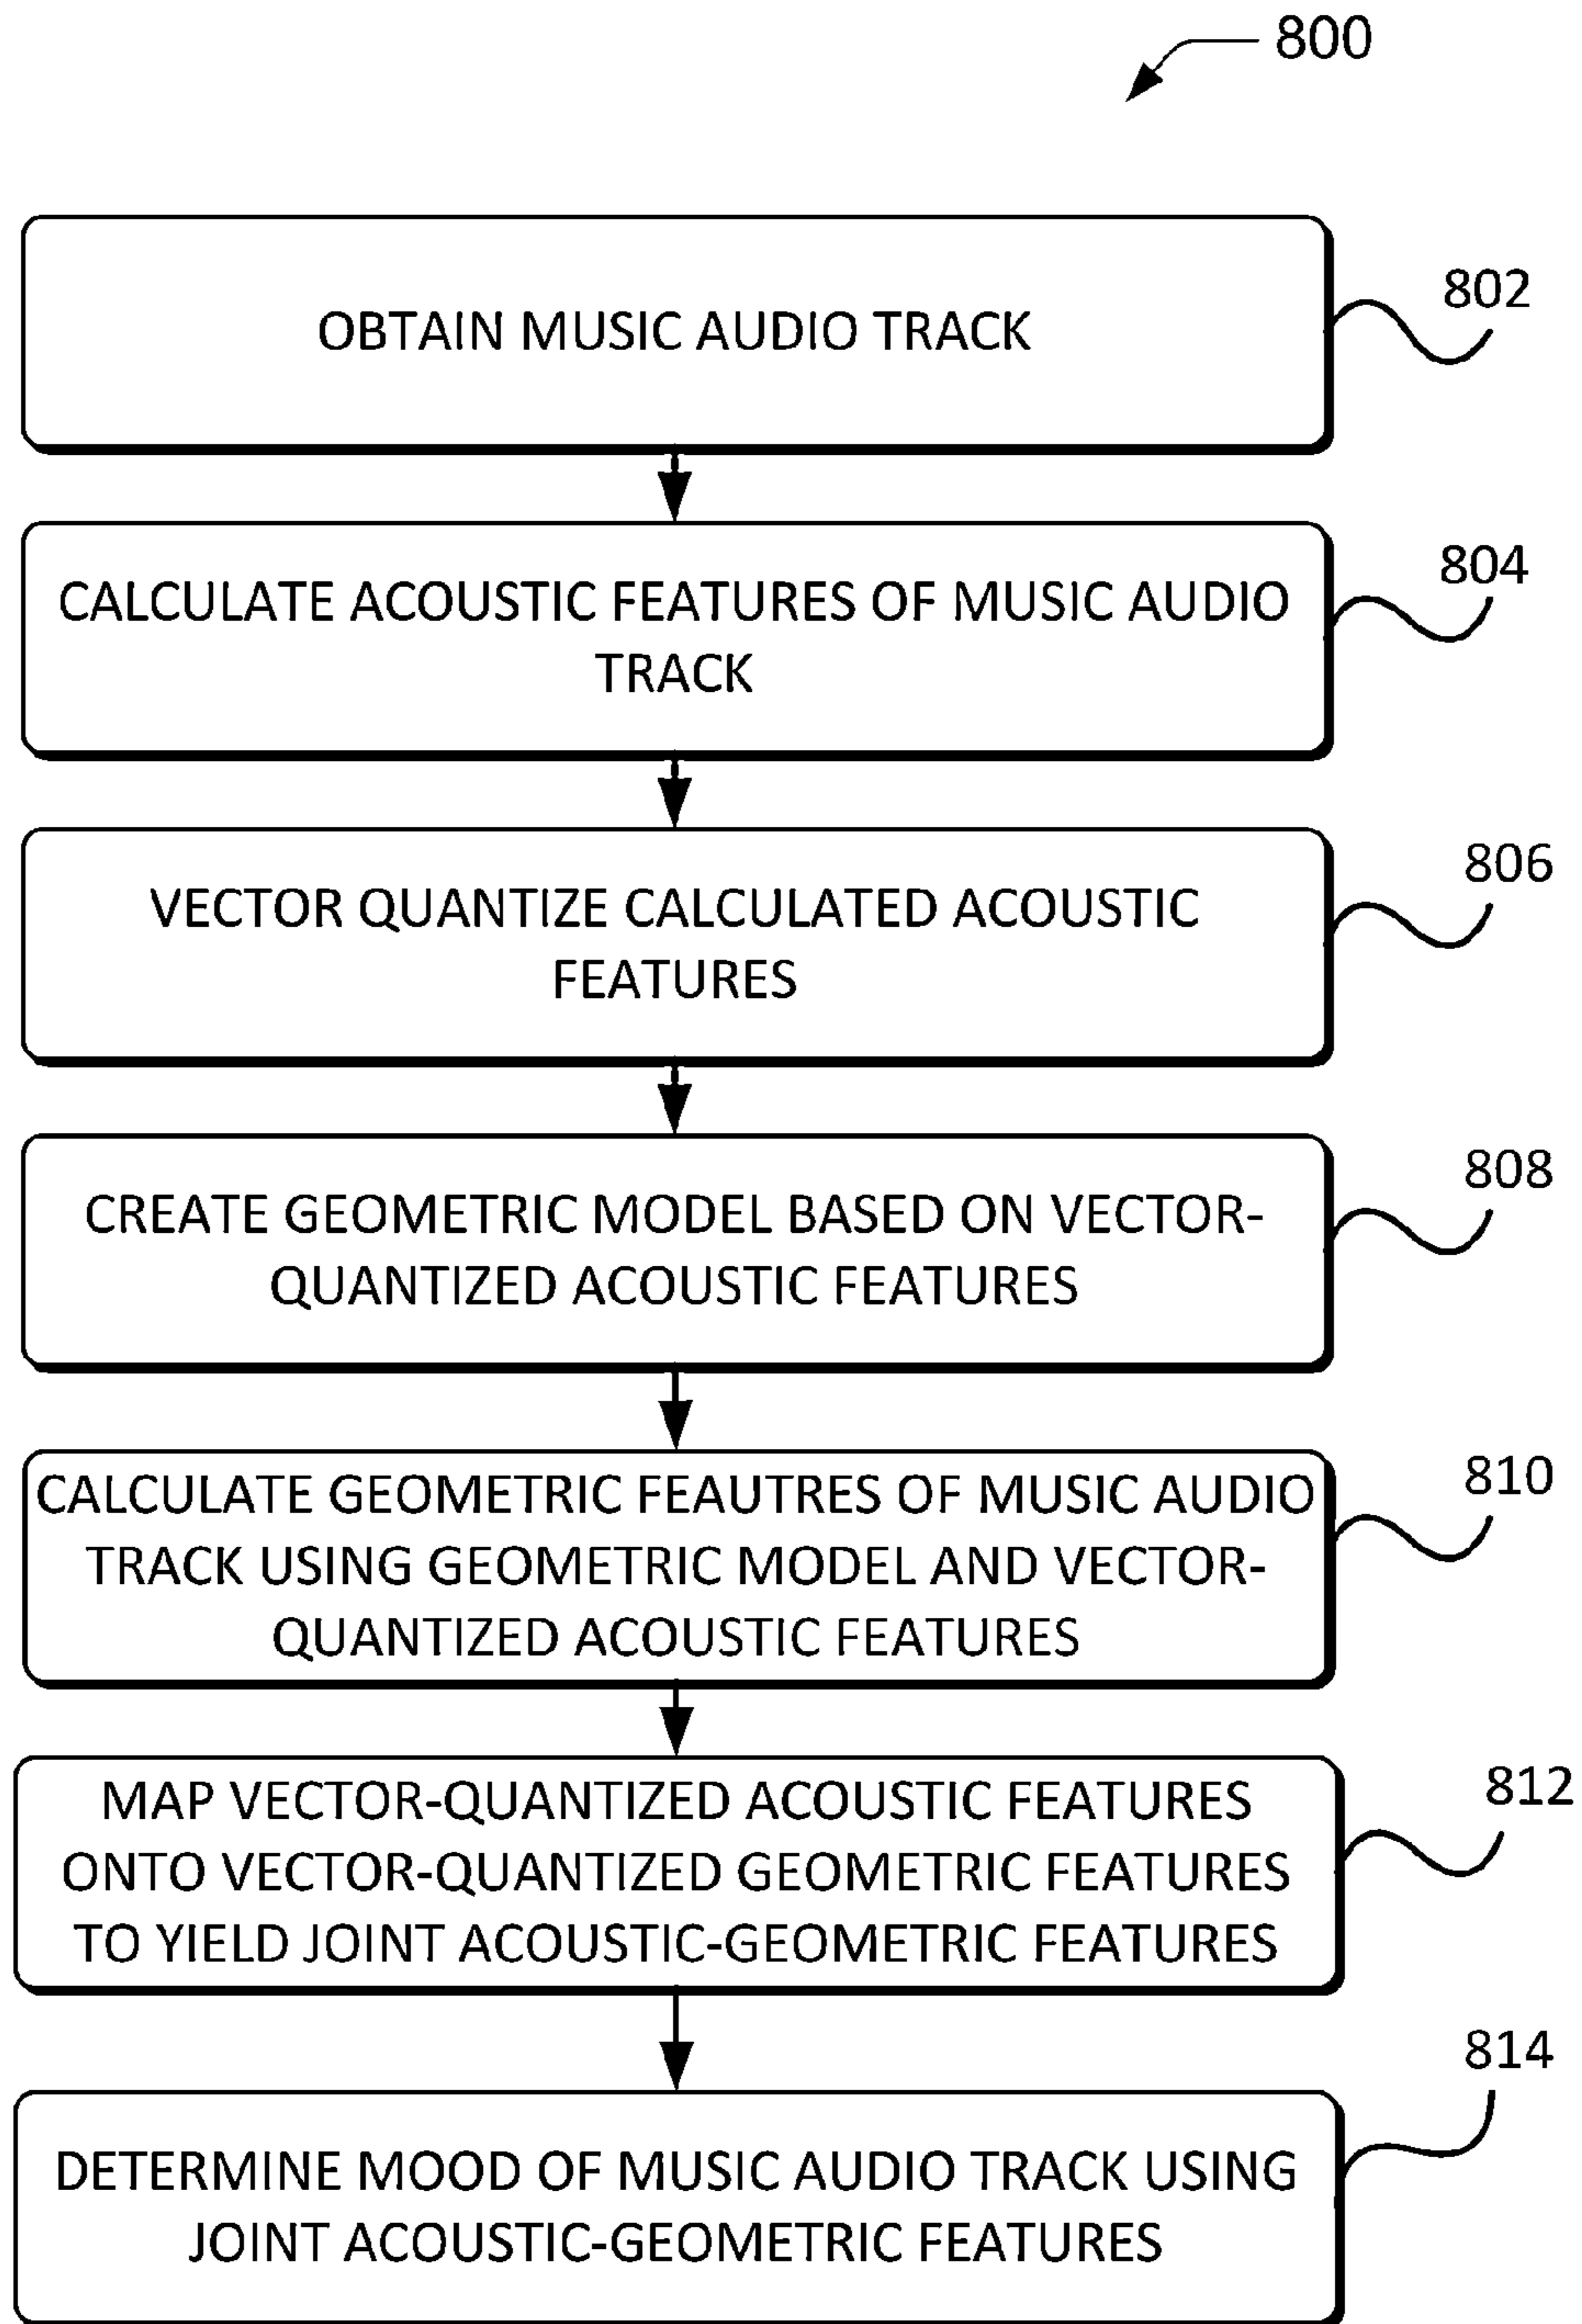 800
OBTAIN MUSIC AUDIO TRACK
802
CALCULATE ACOUSTIC FEATURES OF MUSIC AUDIO
TRACK
804
VECTOR QUANTIZE CALCULATED ACOUSTIC
FEATURES
806
CREATE GEOMETRIC MODEL BASED ON VECTOR-
QUANTIZED ACOUSTIC FEATURES
808
CALCULATE GEOMETRIC FEAUTRES OF MUSIC AUDIO
TRACK USING GEOMETRIC MODEL AND VECTOR-
QUANTIZED ACOUSTIC FEATURES
810
MAP VECTOR-QUANTIZED ACOUSTIC FEATURES
ONTO VECTOR-QUANTIZED GEOMETRIC FEATURES
TO YIELD JOINT ACOUSTIC-GEOMETRIC FEATURES
812
DETERMINE MOOD OF MUSIC AUDIO TRACK USING
JOINT ACOUSTIC-GEOMETRIC FEATURES
814